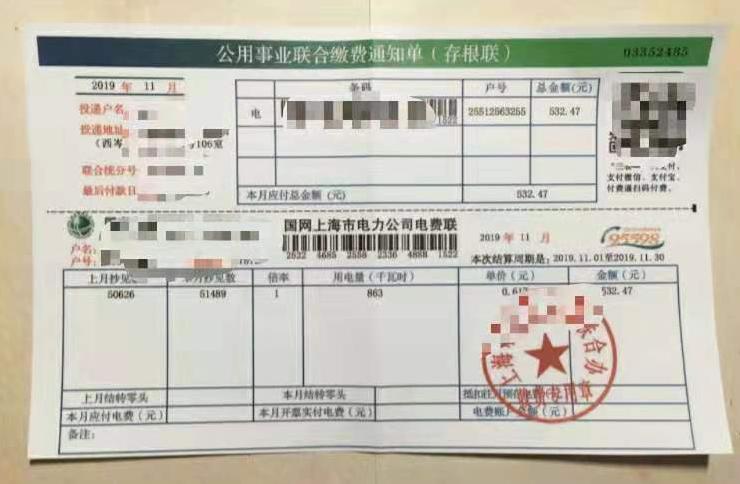 公用事业联合缴费通知单（存根联）
03352485
2019 年 11 月
条码 户号 总金额(元)
投递户名
电 25512563255 532.47
1522
投递地址
（西岑 106室
联合统分号
最后付款日
支付微信、支付宝、
付费通扫码付费。
本月应付总金额 (元) 532.47
国网上海市电力公司电费联
2019 年 11 月
95598
户名:
户号:
2522 4685 2558 2336 4888 1522
本次结算周期是: 2019.11.01至2019.11.30
上月抄见数 本月抄见数 倍率 用电量（千瓦时） 单价（元） 金额（元）
50626 51489 1 863 0.617 532.47
上月结转零头 本月结转零头
本月应付电费（元） 本月开票实付电费（元）
备注: